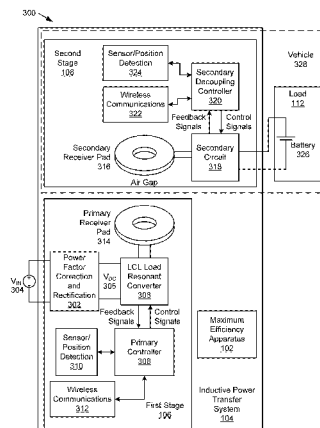 300
Second
Stage
108
Sensor/Position
Detection
324
Secondary
Decoupling
Controller
320
Vehicle
328
Load
112
Wireless
Communications
322
Feedback
Signals
Control
Signals
Secondary
Receiver Pad
316
Secondary
Circuit
318
Battery
326
Air Gap
Primary
Receiver
Pad
314
Power
Factor
Correction
and
Rectification
302
VIN
304
VDC
305
LCL Load
Resonant
Converter
306
Feedback
Signals
Control
Signals
Sensor/
Position
Detection
310
Primary
Controller
308
Maximum
Efficiency
Apparatus
102
Wireless
Communications
312
First Stage
106
Inductive Power
Transfer
System
104